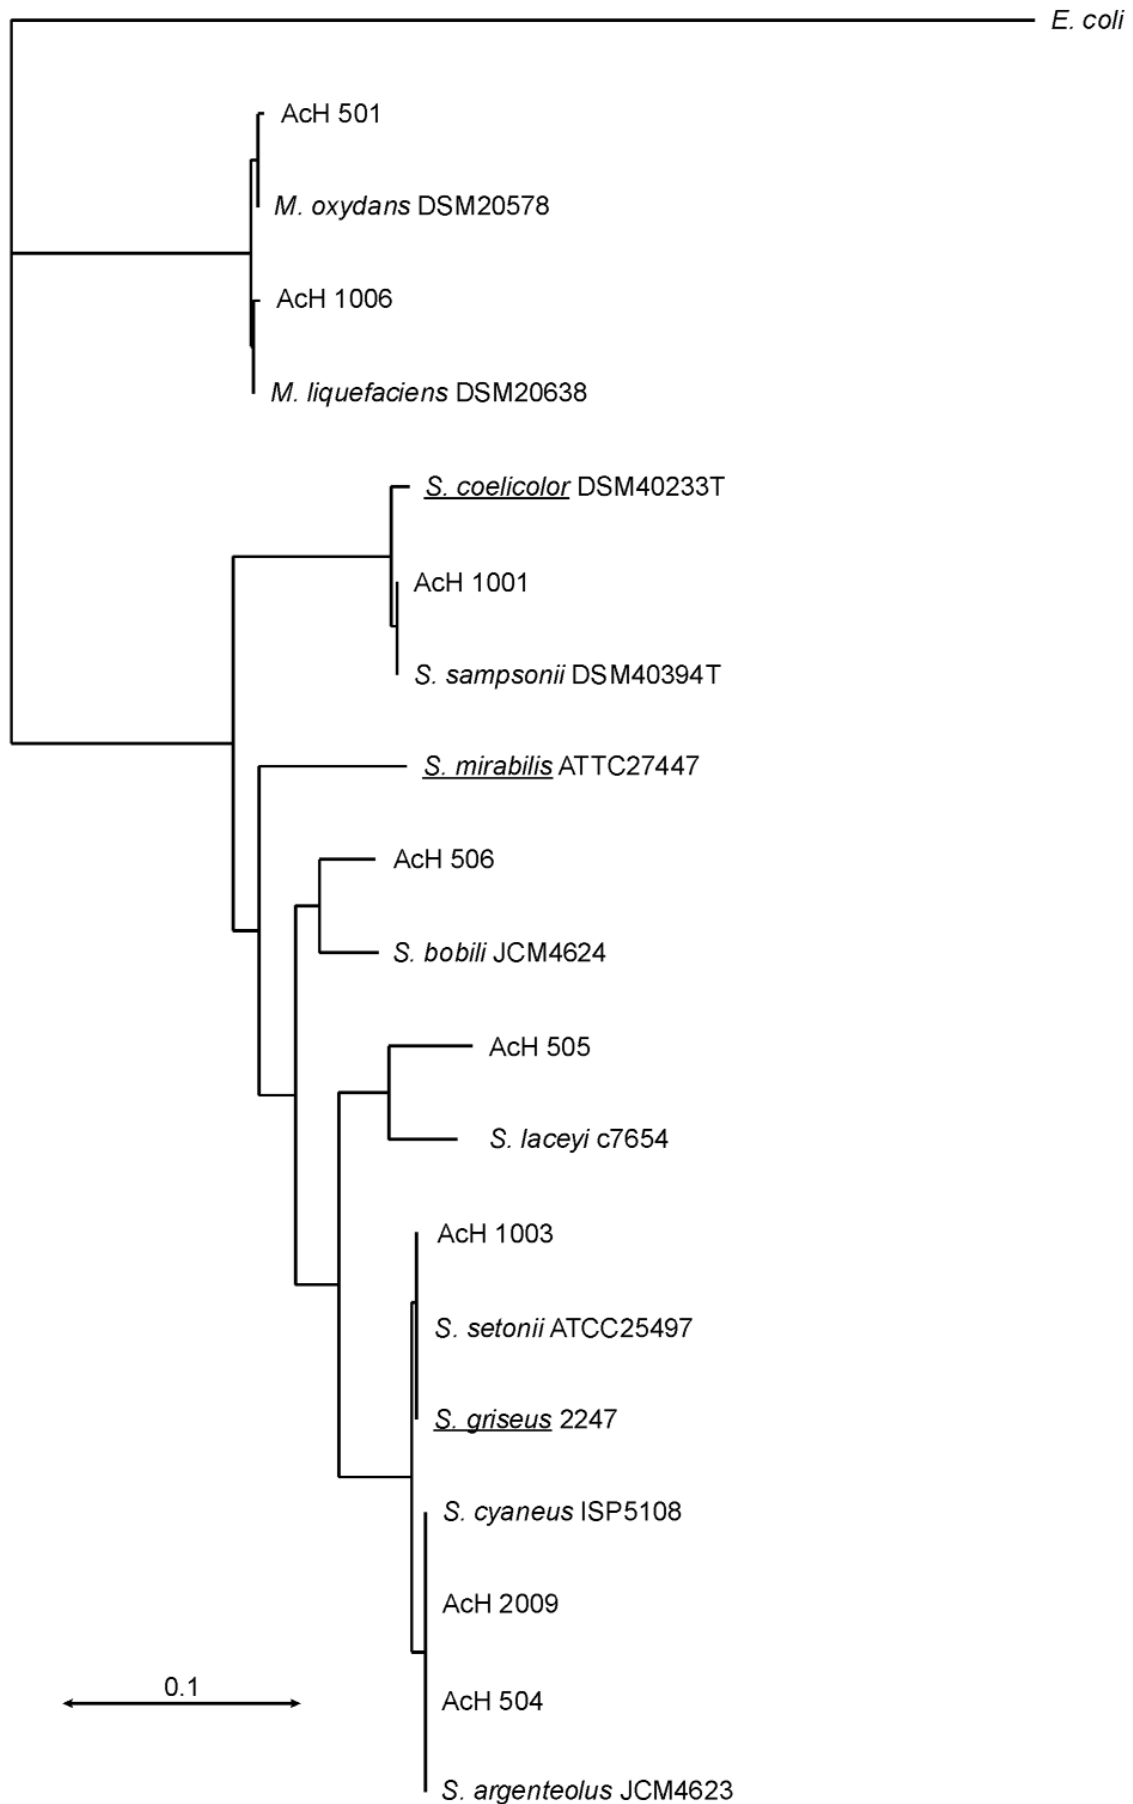 E. coli
AcH 501
M. oxydans DSM20578
AcH 1006
M. liquefaciens DSM20638
S. coelicolor DSM40233T
AcH 1001
S. sampsonii DSM40394T
S. mirabilis ATTC27447
AcH 506
S. bobili JCM4624
AcH 505
S. laceyi c7654
AcH 1003
S. setonii ATCC25497
S. griseus 2247
S. cyaneus ISP5108
AcH 2009
0.1
AcH 504
S. argenteolus JCM4623